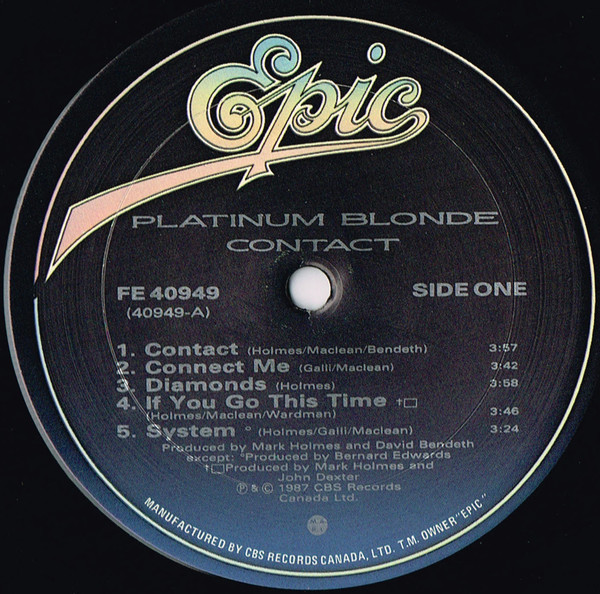 Epic
PLATINUM BLONDE
CONTACT
FE 40949
(40949-A)
SIDE ONE
1. Contact (Holmes/Maclean/Bendeth) 3:57
2. Connect Me (Galli/Maclean) 3:42
3. Diamonds (Holmes) 3:58
4. If You Go This Time †□
(Holmes/Maclean/Wardman) 3:46
5. System ° (Holmes/Galli/Maclean) 3:24
Produced by Mark Holmes and David Bendeth
except: °Produced by Bernard Edwards
†□Produced by Mark Holmes and
John Dexter
℗ & © 1987 CBS Records
Canada Ltd.
MANUFACTURED BY CBS RECORDS CANADA, LTD. T.M. OWNER "EPIC"